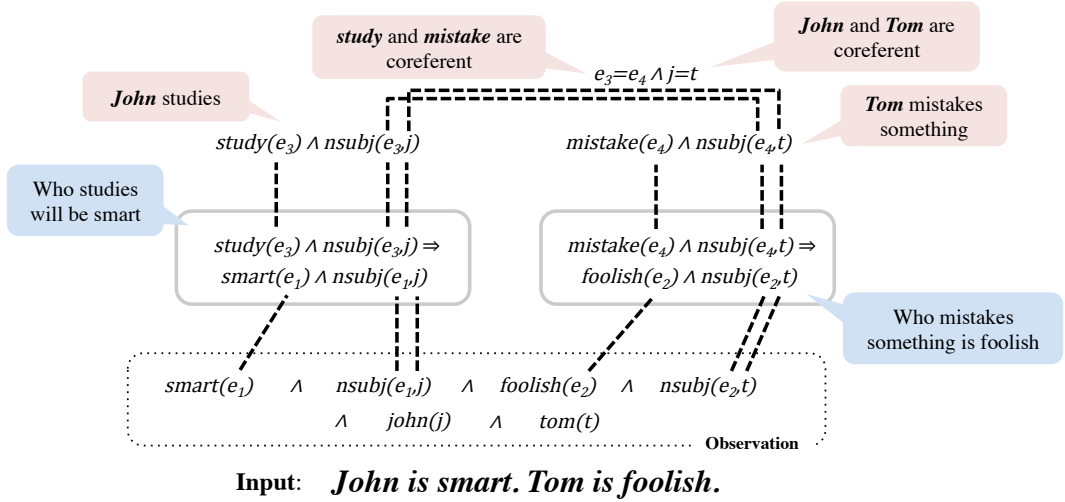 study and mistake are
coreferent
John and Tom are
coreferent
e₃=e₄ ∧ j=t
John studies
Tom mistakes
something
study(e₃) ∧ nsubj(e₃,j)
mistake(e₄) ∧ nsubj(e₄,t)
Who studies
will be smart
study(e₃) ∧ nsubj(e₃,j) ⇒
smart(e₁) ∧ nsubj(e₁,j)
mistake(e₄) ∧ nsubj(e₄,t) ⇒
foolish(e₂) ∧ nsubj(e₂,t)
Who mistakes
something is foolish
smart(e₁) ∧ nsubj(e₁,j) ∧ foolish(e₂) ∧ nsubj(e₂,t)
∧ john(j) ∧ tom(t)
Observation
Input: John is smart. Tom is foolish.